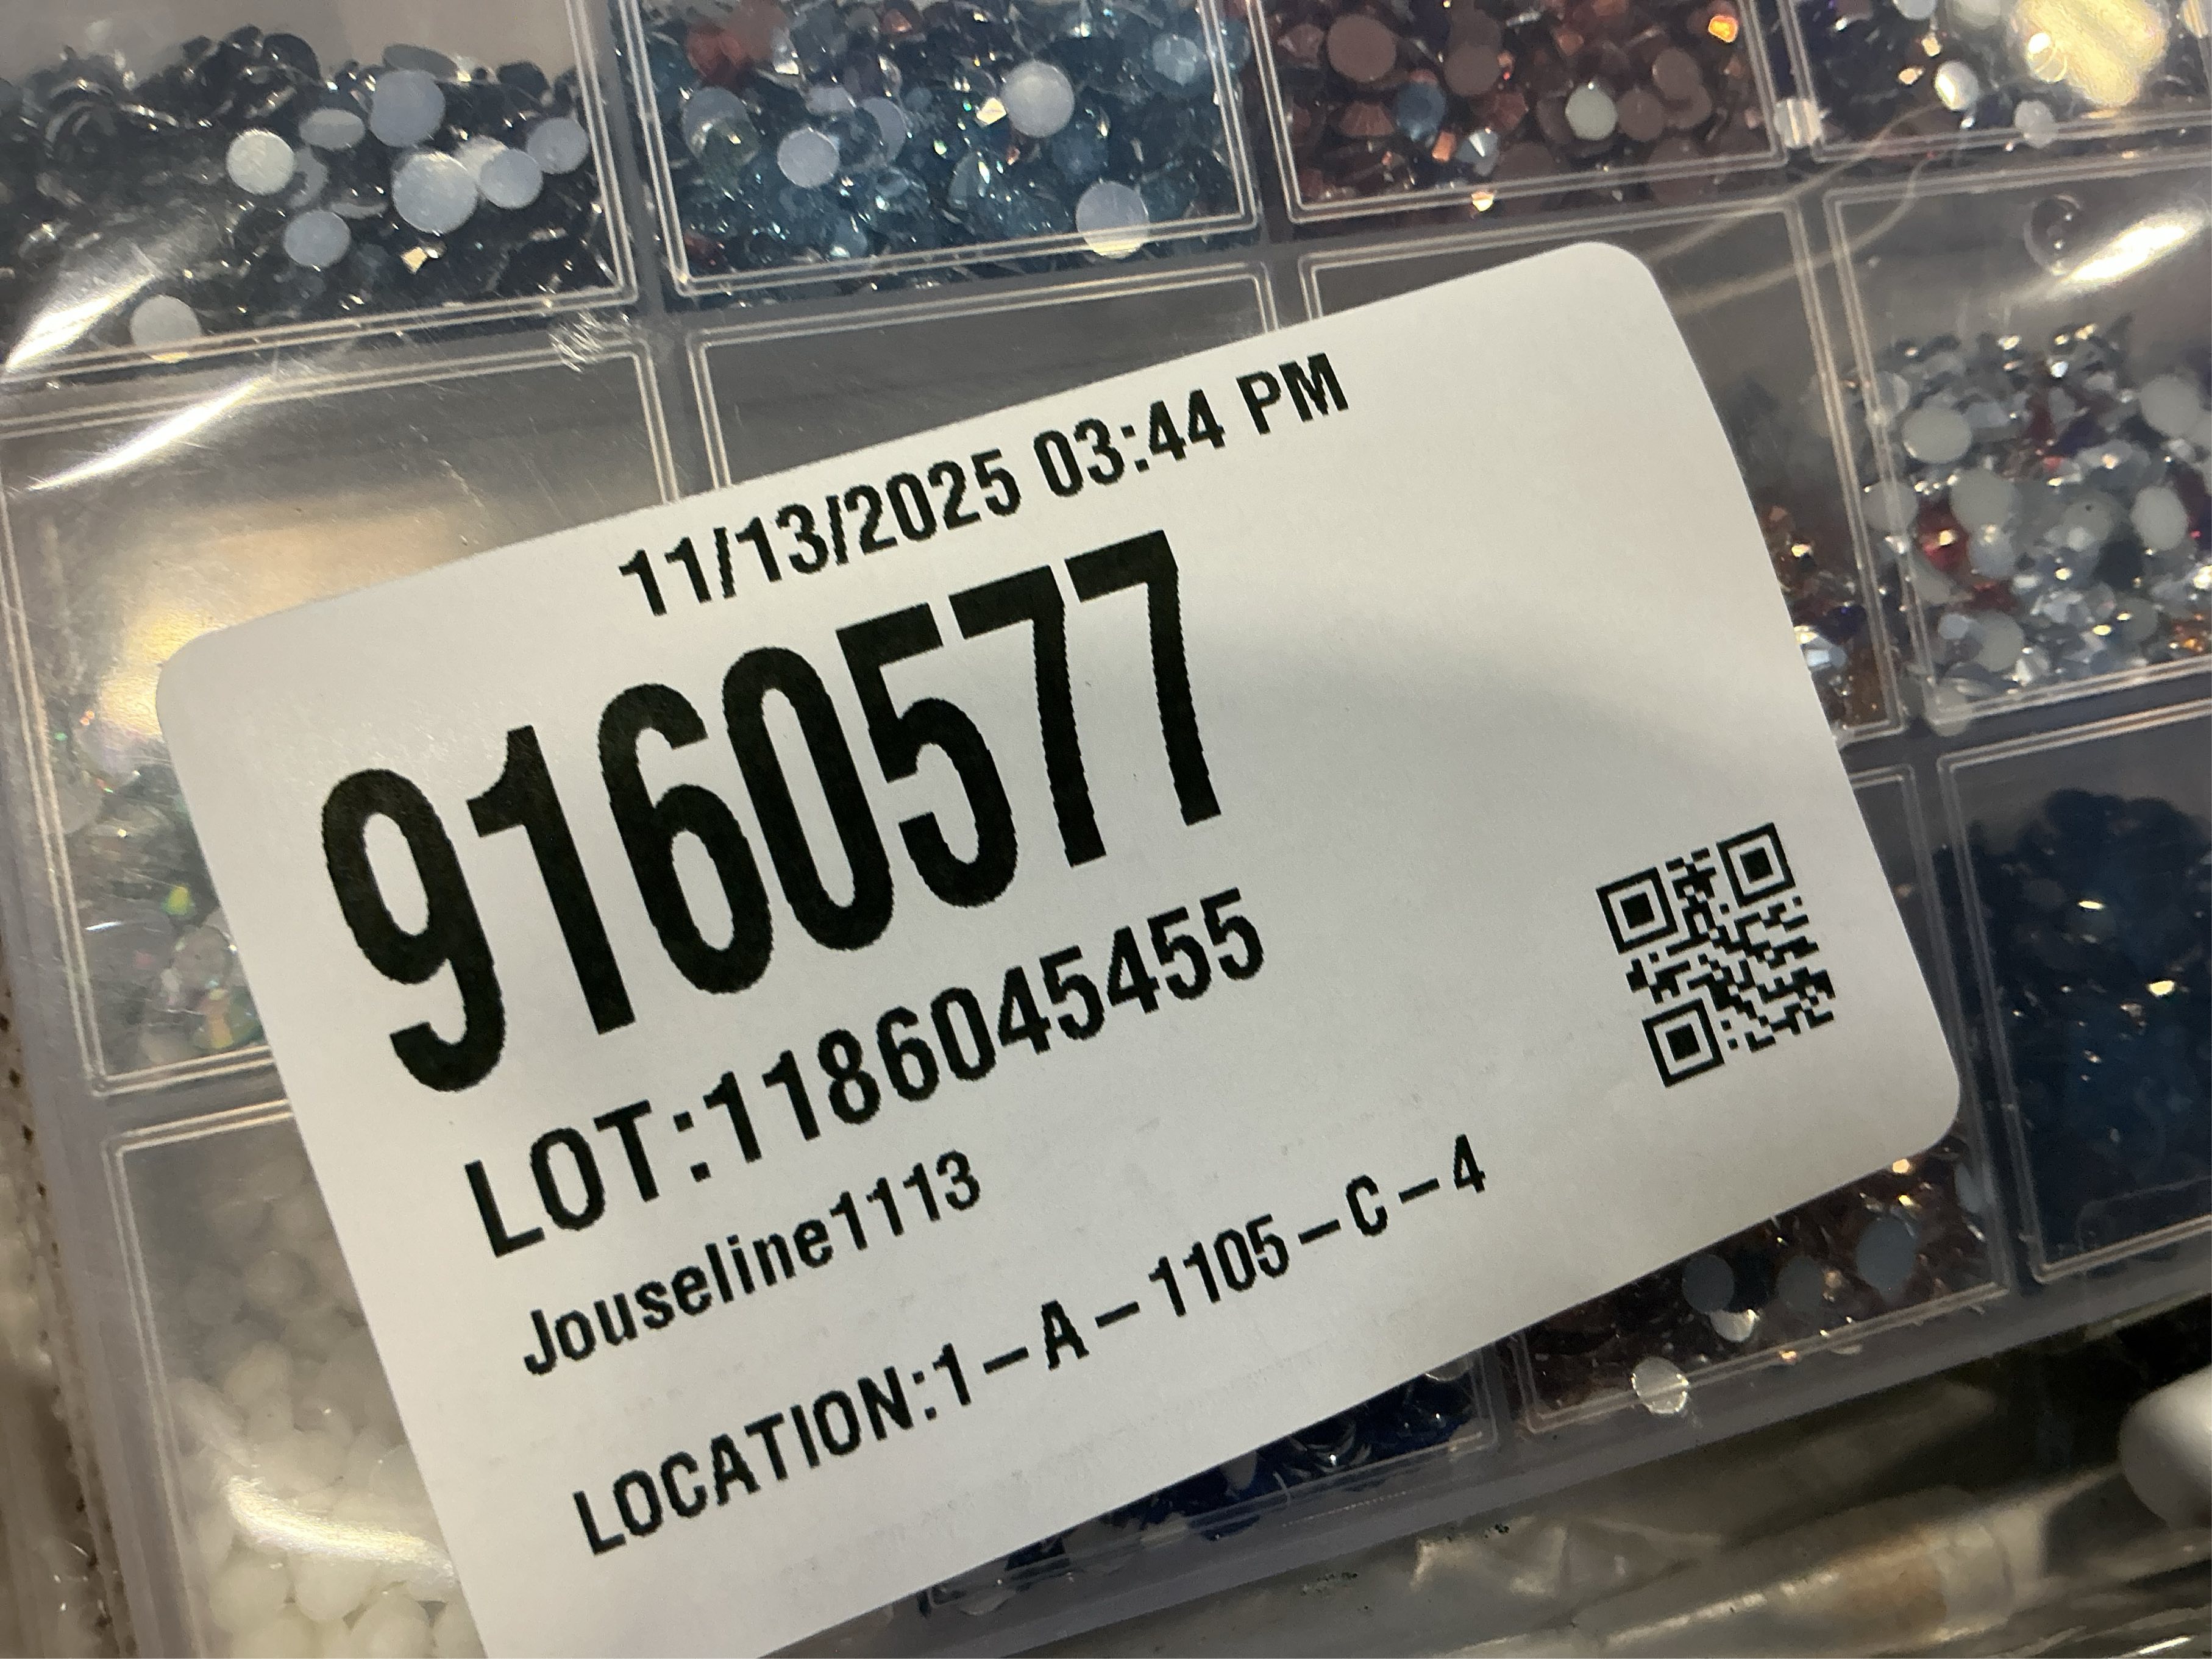 11/13/2025 03:44 PM
9160577
LOT:1186045455
Jouseline1113
LOCATION:1-A-1105-C-4